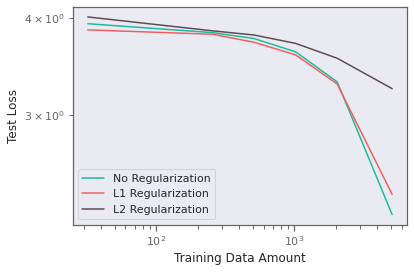 4 × 10⁰
3 × 10⁰
Test Loss
No Regularization
L1 Regularization
L2 Regularization
10² 10³
Training Data Amount